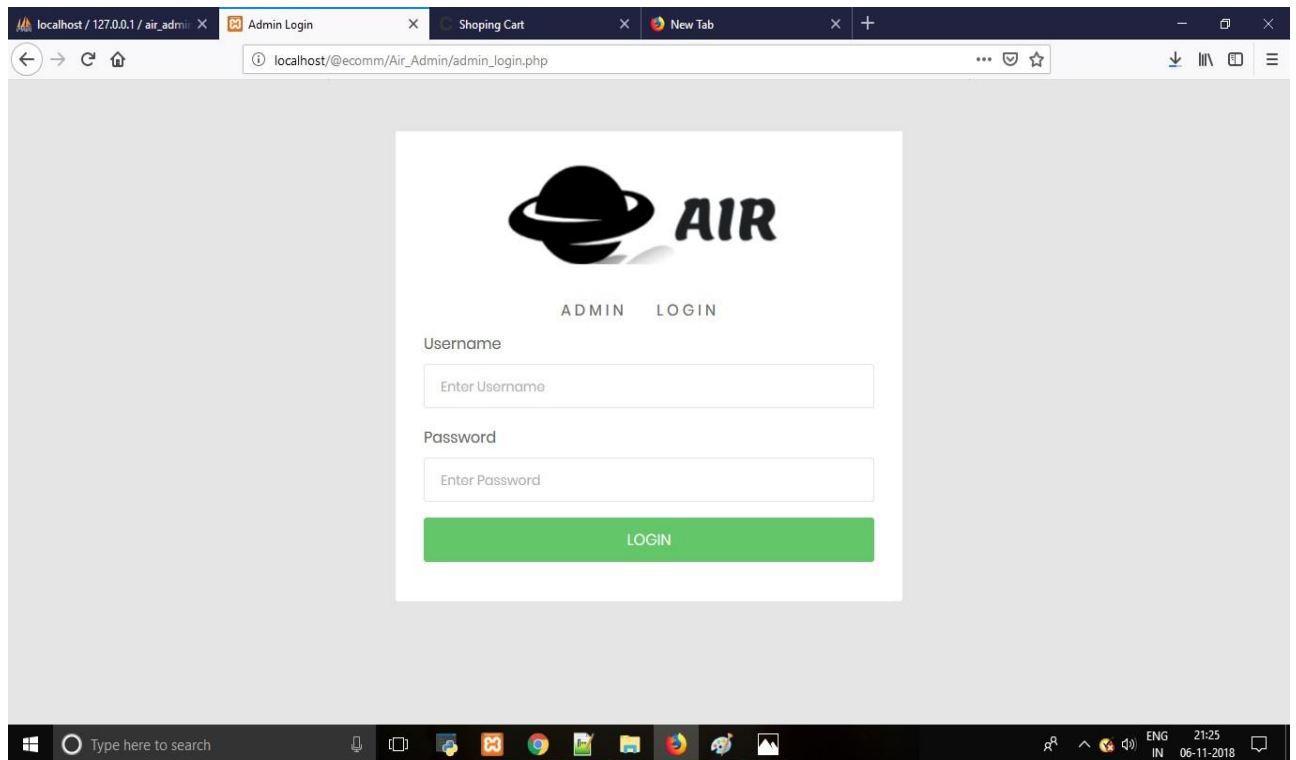 localhost / 127.0.0.1 / air_admi
Admin Login
Shoping Cart
New Tab
localhost/@ecomm/Air_Admin/admin_login.php
AIR
ADMIN LOGIN
Username
Enter Username
Password
Enter Password
LOGIN
Type here to search
ENG
IN
21:25
06-11-2018